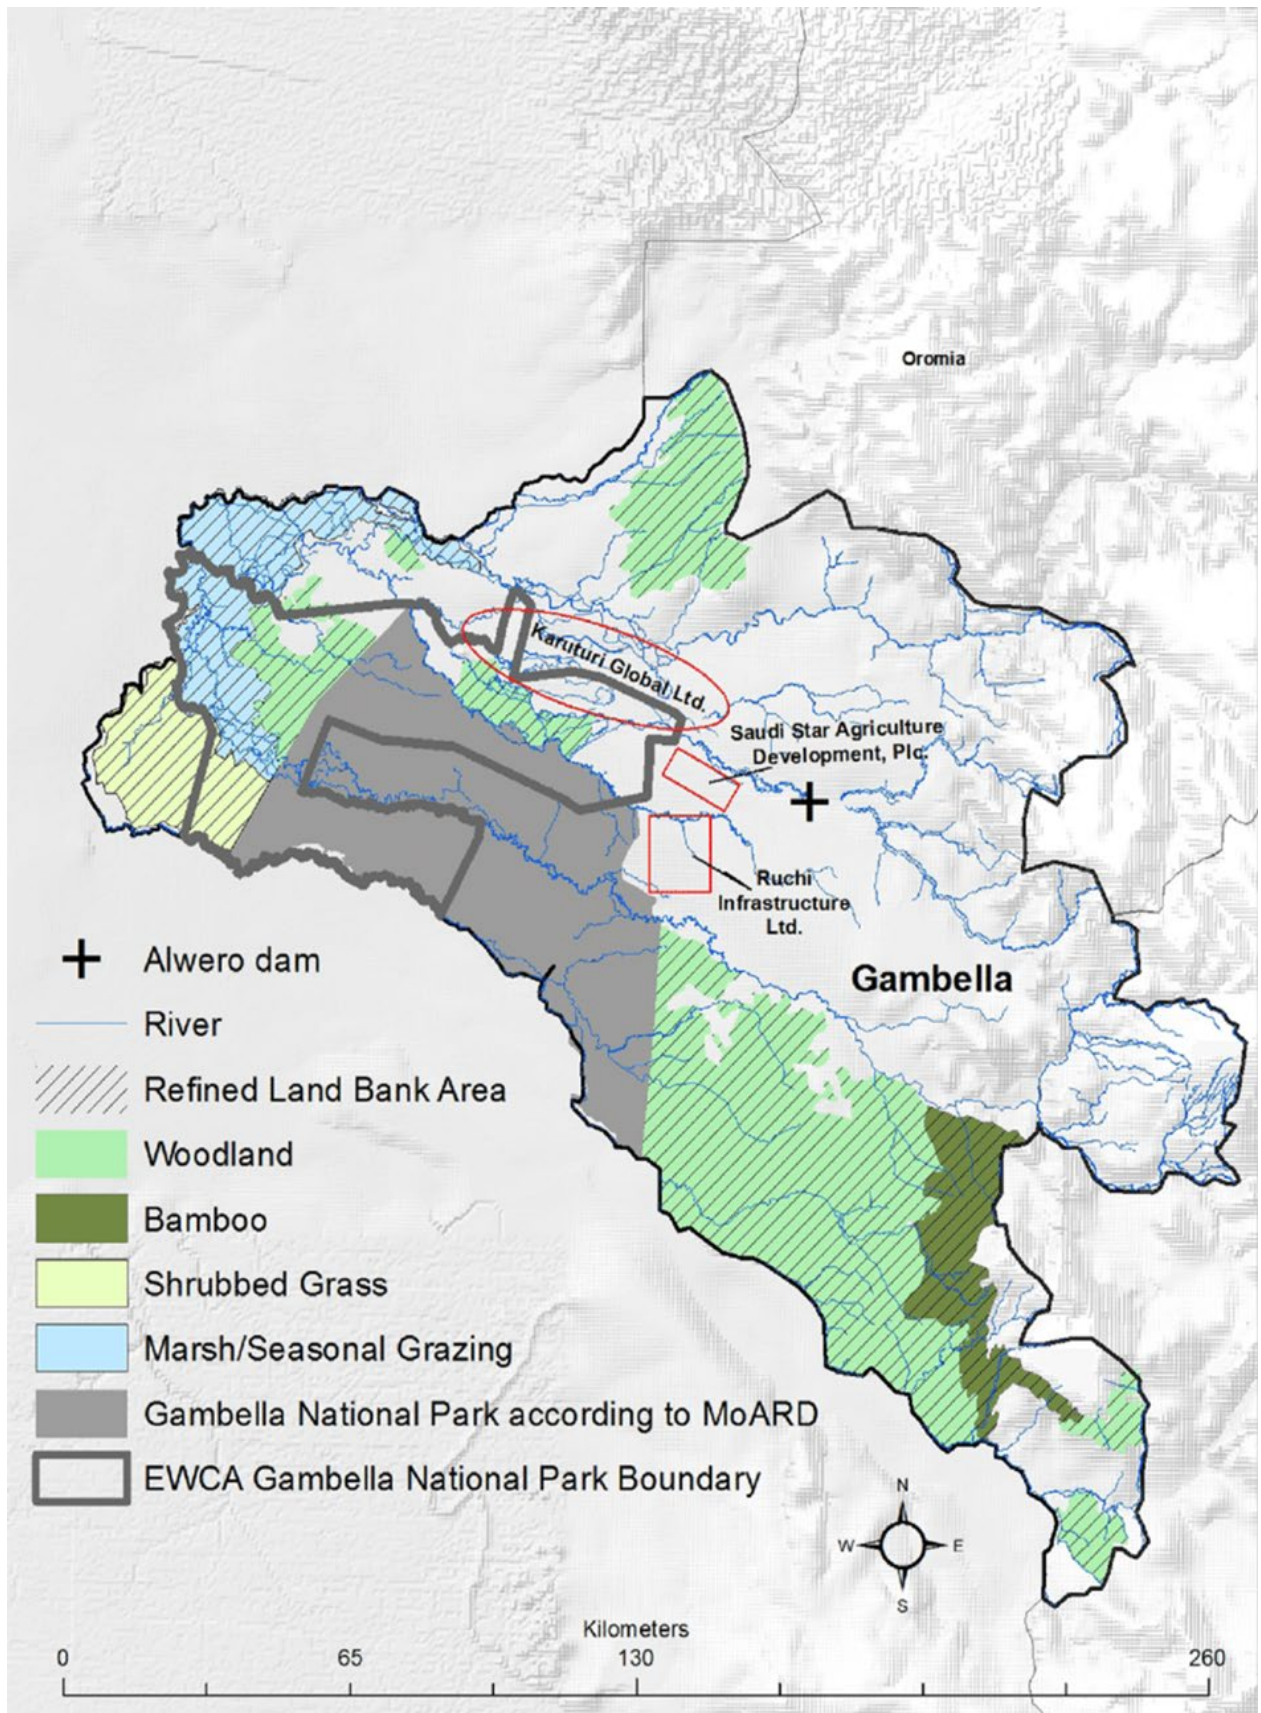 Oromia
Karuturi Global Ltd.
Saudi Star Agriculture
Development, Plc.
Ruchi
Infrastructure
Ltd.
Gambella
Alwero dam
River
Refined Land Bank Area
Woodland
Bamboo
Shrubbed Grass
Marsh/Seasonal Grazing
Gambella National Park according to MoARD
EWCA Gambella National Park Boundary
N
W
E
S
Kilometers
0
65
130
260